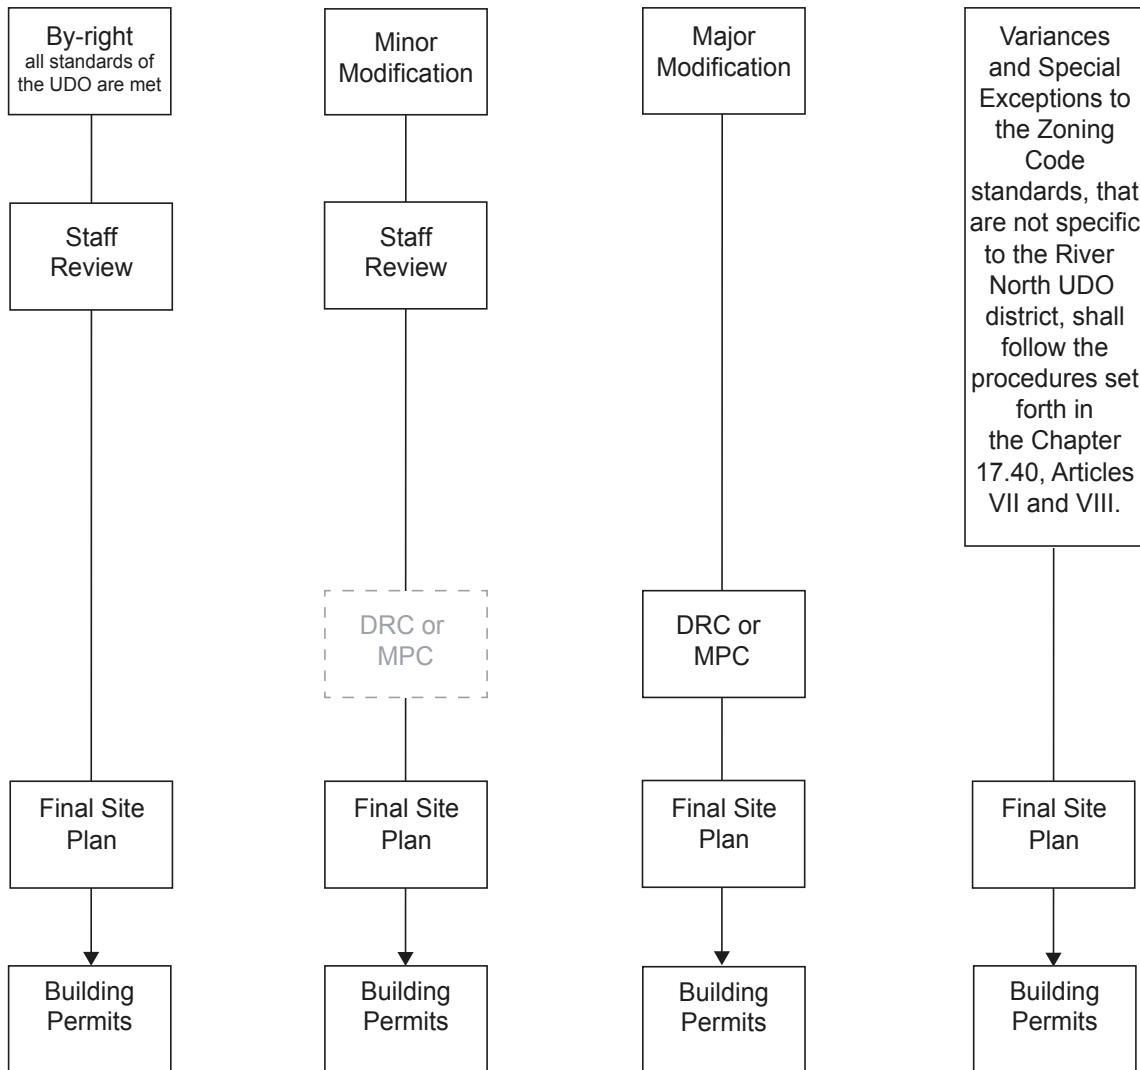 By-right
all standards of
the UDO are met
Staff
Review
Final Site
Plan
Building
Permits
Minor
Modification
Staff
Review
DRC or
MPC
Final Site
Plan
Building
Permits
Major
Modification
DRC or
MPC
Final Site
Plan
Building
Permits
Variances
and Special
Exceptions to
the Zoning
Code
standards, that
are not specific
to the River
North UDO
district, shall
follow the
procedures set
forth in
the Chapter
17.40, Articles
VII and VIII.
Final Site
Plan
Building
Permits